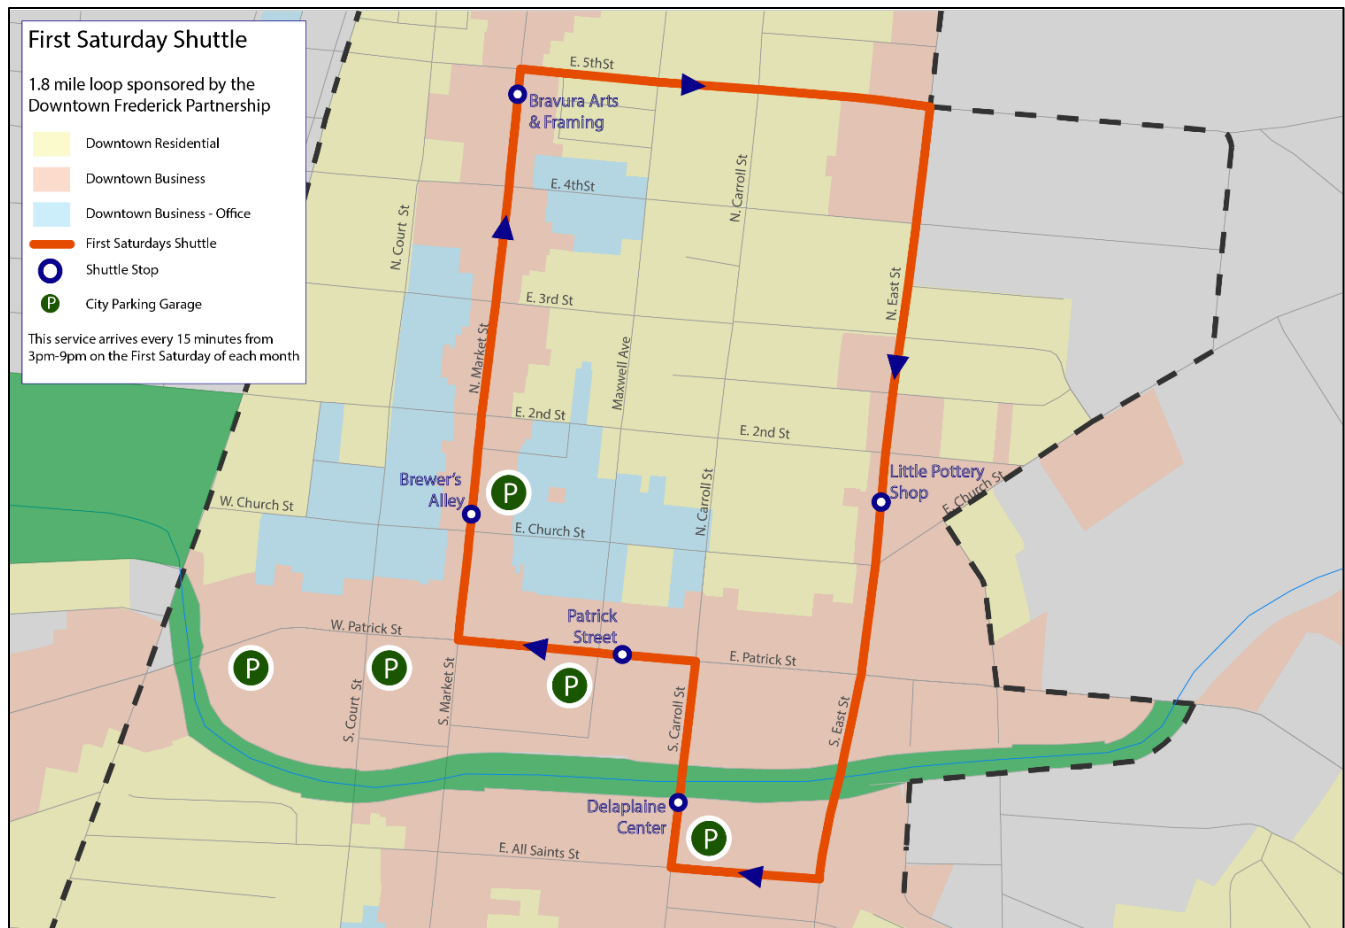 First Saturday Shuttle
1.8 mile loop sponsored by the
Downtown Frederick Partnership
Downtown Residential
Downtown Business
Downtown Business - Office
First Saturdays Shuttle
Shuttle Stop
P
City Parking Garage
This service arrives every 15 minutes from
3pm-9pm on the First Saturday of each month
E. 5thSt
Bravura Arts
& Framing
E. 4thSt
N. Carroll St
N. Court St
N. East St
E. 3rd St
N. Market St
Maxwell Ave
E. 2nd St
E. 2nd St
Brewer's
Alley
P
Little Pottery
Shop
E. Church St
W. Church St
E. Church St
N. Carroll St
Patrick
Street
W. Patrick St
E. Patrick St
P
P
P
S. Court St
S. Market St
S. Carroll St
S. East St
Delaplaine
Center
P
E. All Saints St